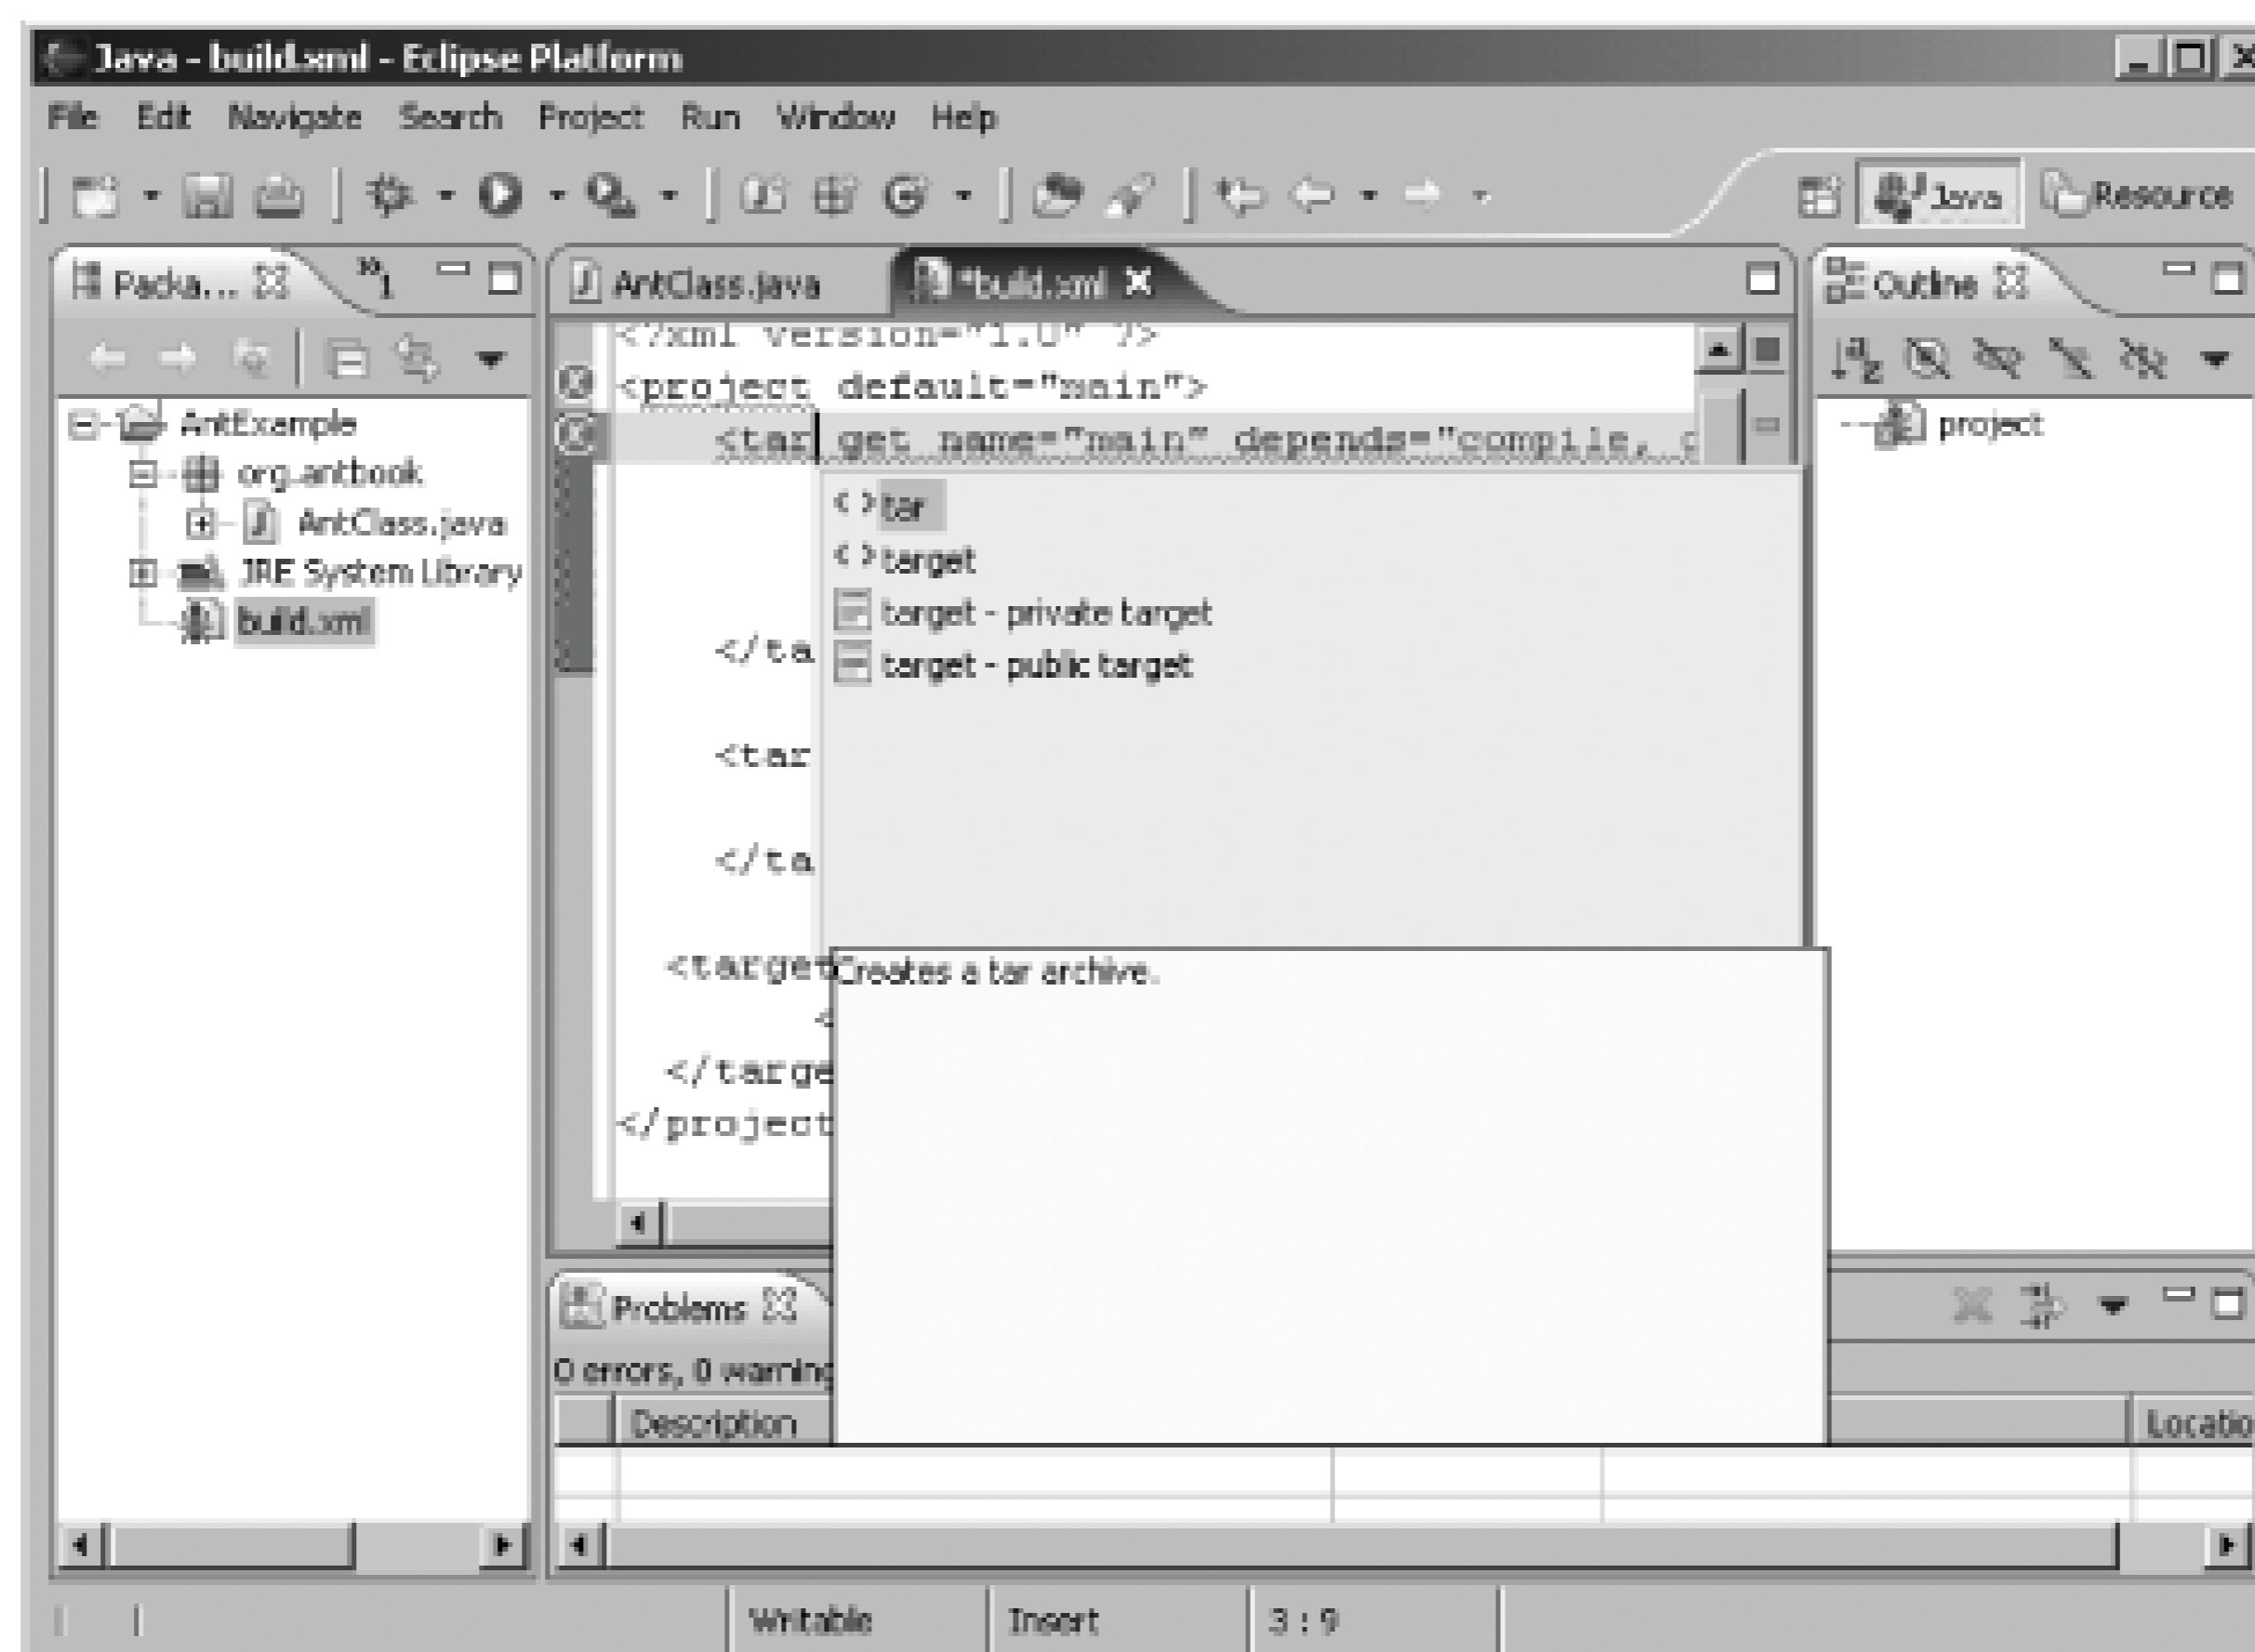 Java - build.xml - Eclipse Platform
File Edit Navigate Search Project Run Window Help
Java Resource
Packa... »1
AntClass.java *build.xml
Outline
AntExample
org.antbook
AntClass.java
JRE System Library
build.xml
<?xml version="1.0" ?>
<project default="main">
<tar get name="main" depends="compile, c
tar
target
target - private target
target - public target
</ta
<tar
</ta
<target
<
</targe
</project
Creates a tar archive.
project
Problems
0 errors, 0 warning
Description Locatio
Writable Insert 3 : 9